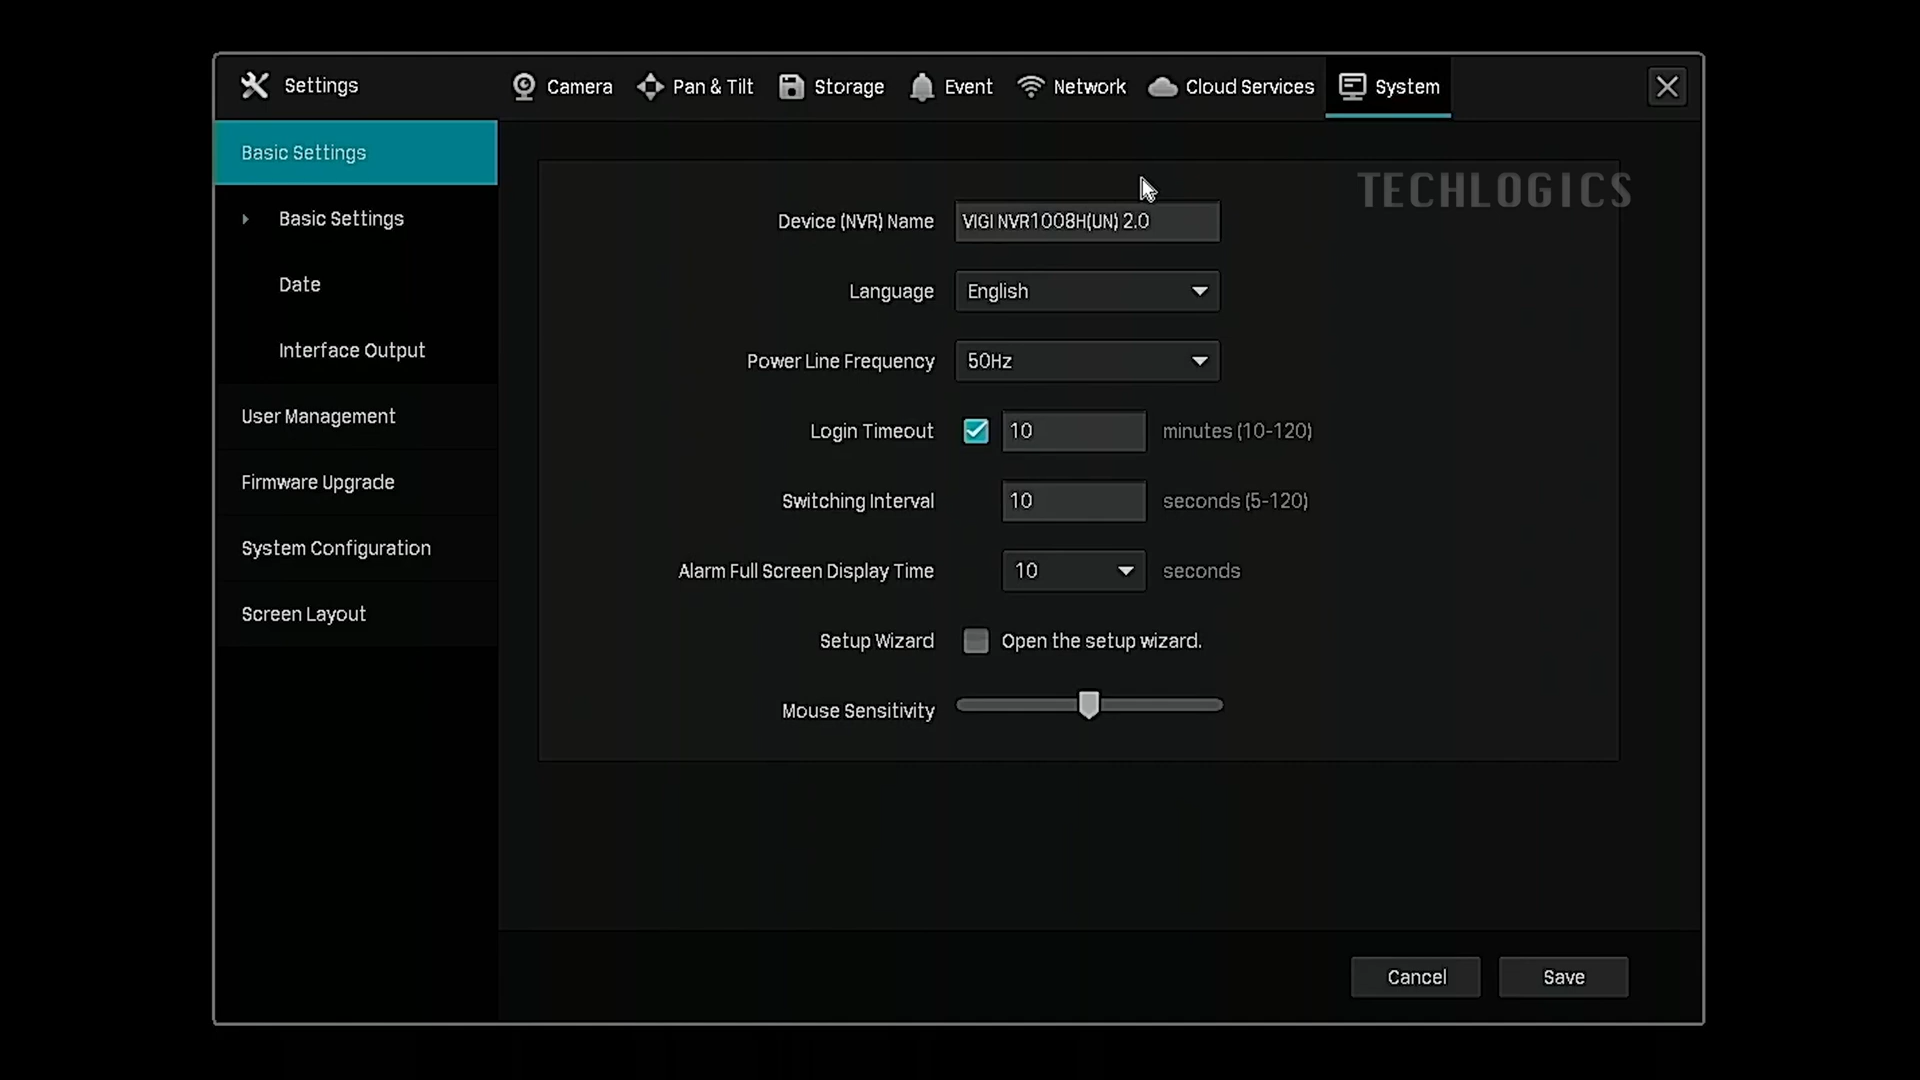 Settings
Camera
Pan & Tilt
Storage
Event
Network
Cloud Services
System
Basic Settings
Basic Settings
Date
Interface Output
User Management
Firmware Upgrade
System Configuration
Screen Layout
TECHLOGICS
Device (NVR) Name VIGI NVR1008H(UN) 2.0
Language English
Power Line Frequency 50Hz
Login Timeout 10 minutes (10-120)
Switching Interval 10 seconds (5-120)
Alarm Full Screen Display Time 10 seconds
Setup Wizard Open the setup wizard.
Mouse Sensitivity
Cancel
Save